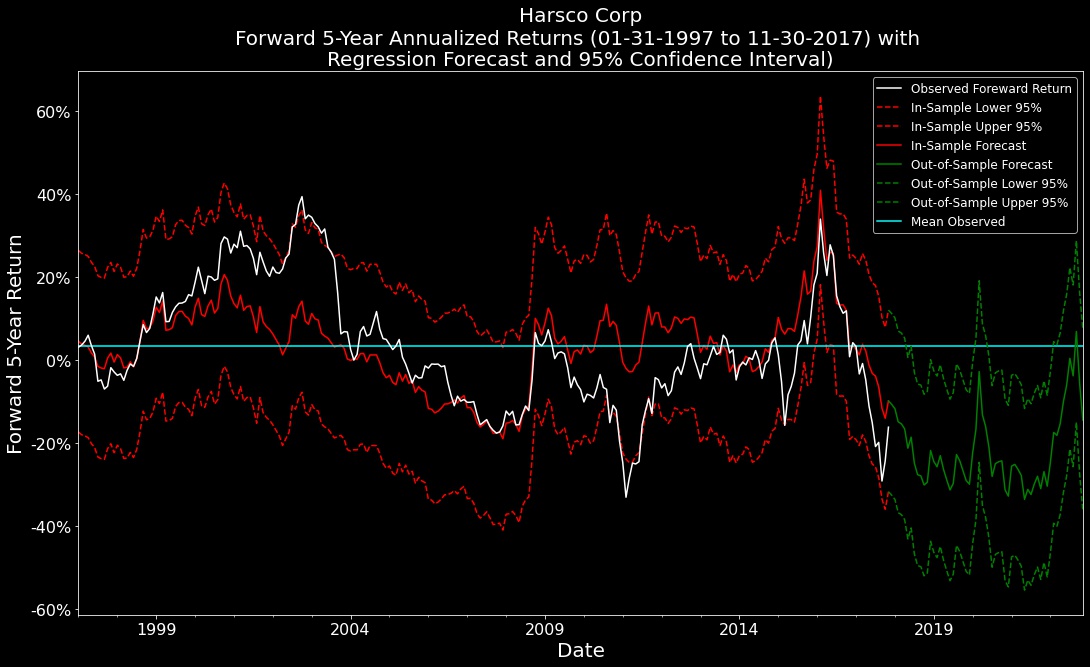 Harsco Corp
Forward 5-Year Annualized Returns (01-31-1997 to 11-30-2017) with
Regression Forecast and 95% Confidence Interval)
Observed Foreward Return
In-Sample Lower 95%
In-Sample Upper 95%
In-Sample Forecast
Out-of-Sample Forecast
Out-of-Sample Lower 95%
Out-of-Sample Upper 95%
Mean Observed
Forward 5-Year Return
60%
40%
20%
0%
-20%
-40%
-60%
1999
2004
2009
2014
2019
Date